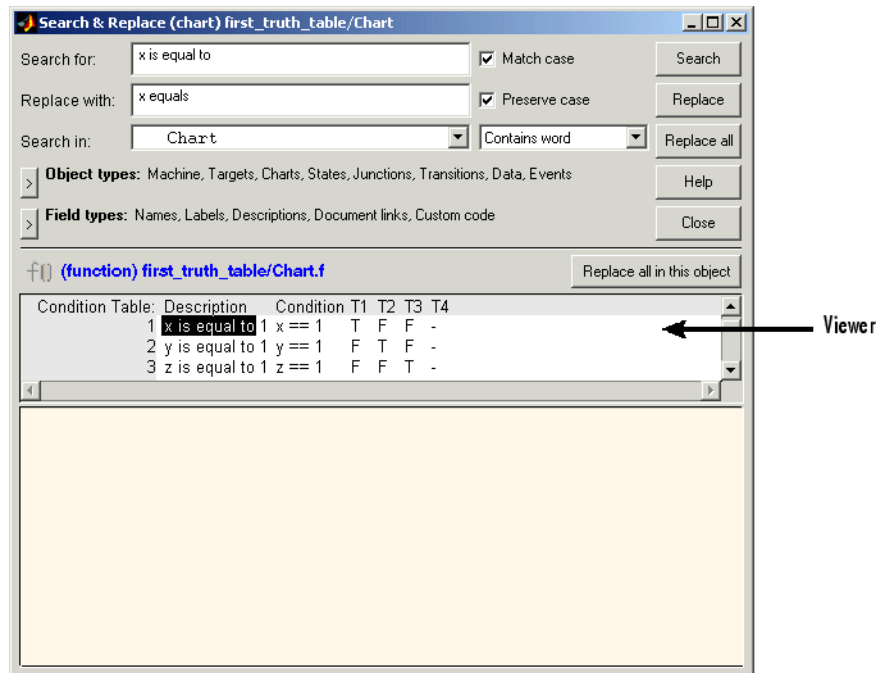 Search & Replace (chart) first_truth_table/Chart
Search for: x is equal to Match case Search
Replace with: x equals Preserve case Replace
Search in: Chart Contains word Replace all
> Object types: Machine, Targets, Charts, States, Junctions, Transitions, Data, Events Help
> Field types: Names, Labels, Descriptions, Document links, Custom code Close
f() (function) first_truth_table/Chart.f Replace all in this object
Condition Table: Description Condition T1 T2 T3 T4
1 x is equal to 1 x == 1 T F F -
2 y is equal to 1 y == 1 F T F -
3 z is equal to 1 z == 1 F F T -
Viewer